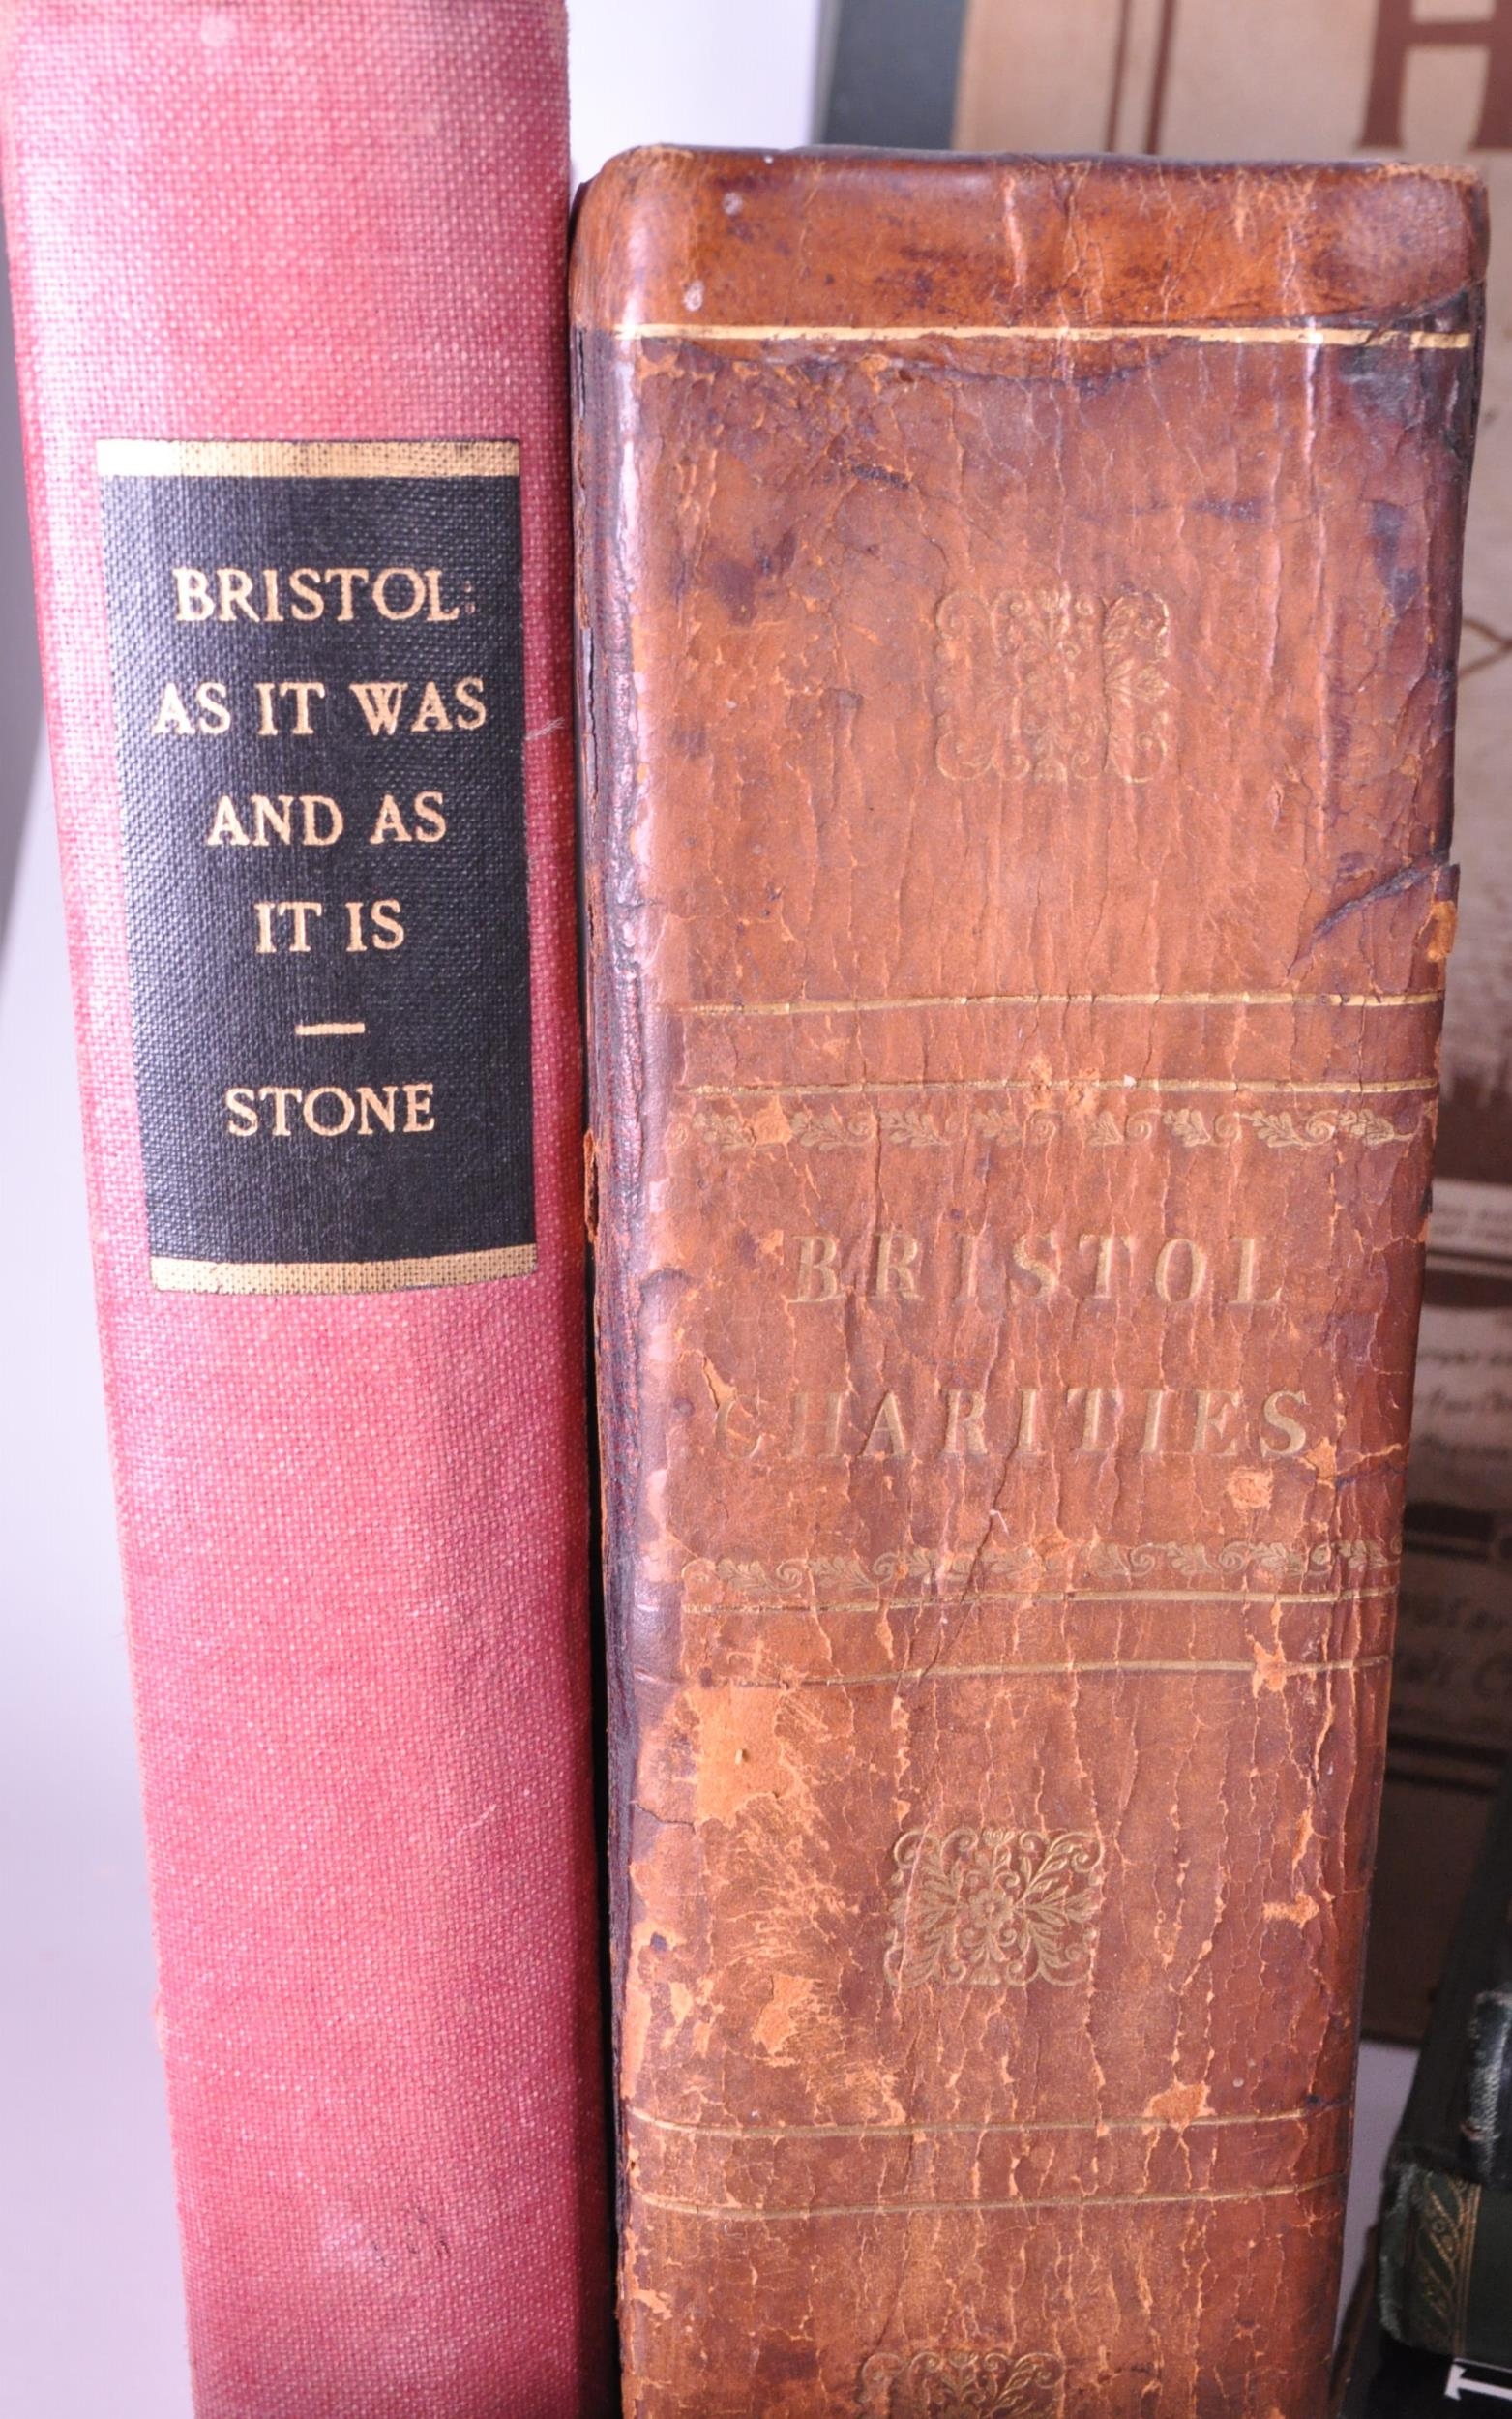 BRISTOL:
AS IT WAS
AND AS
IT IS
—
STONE
BRISTOL
CHARITIES
H